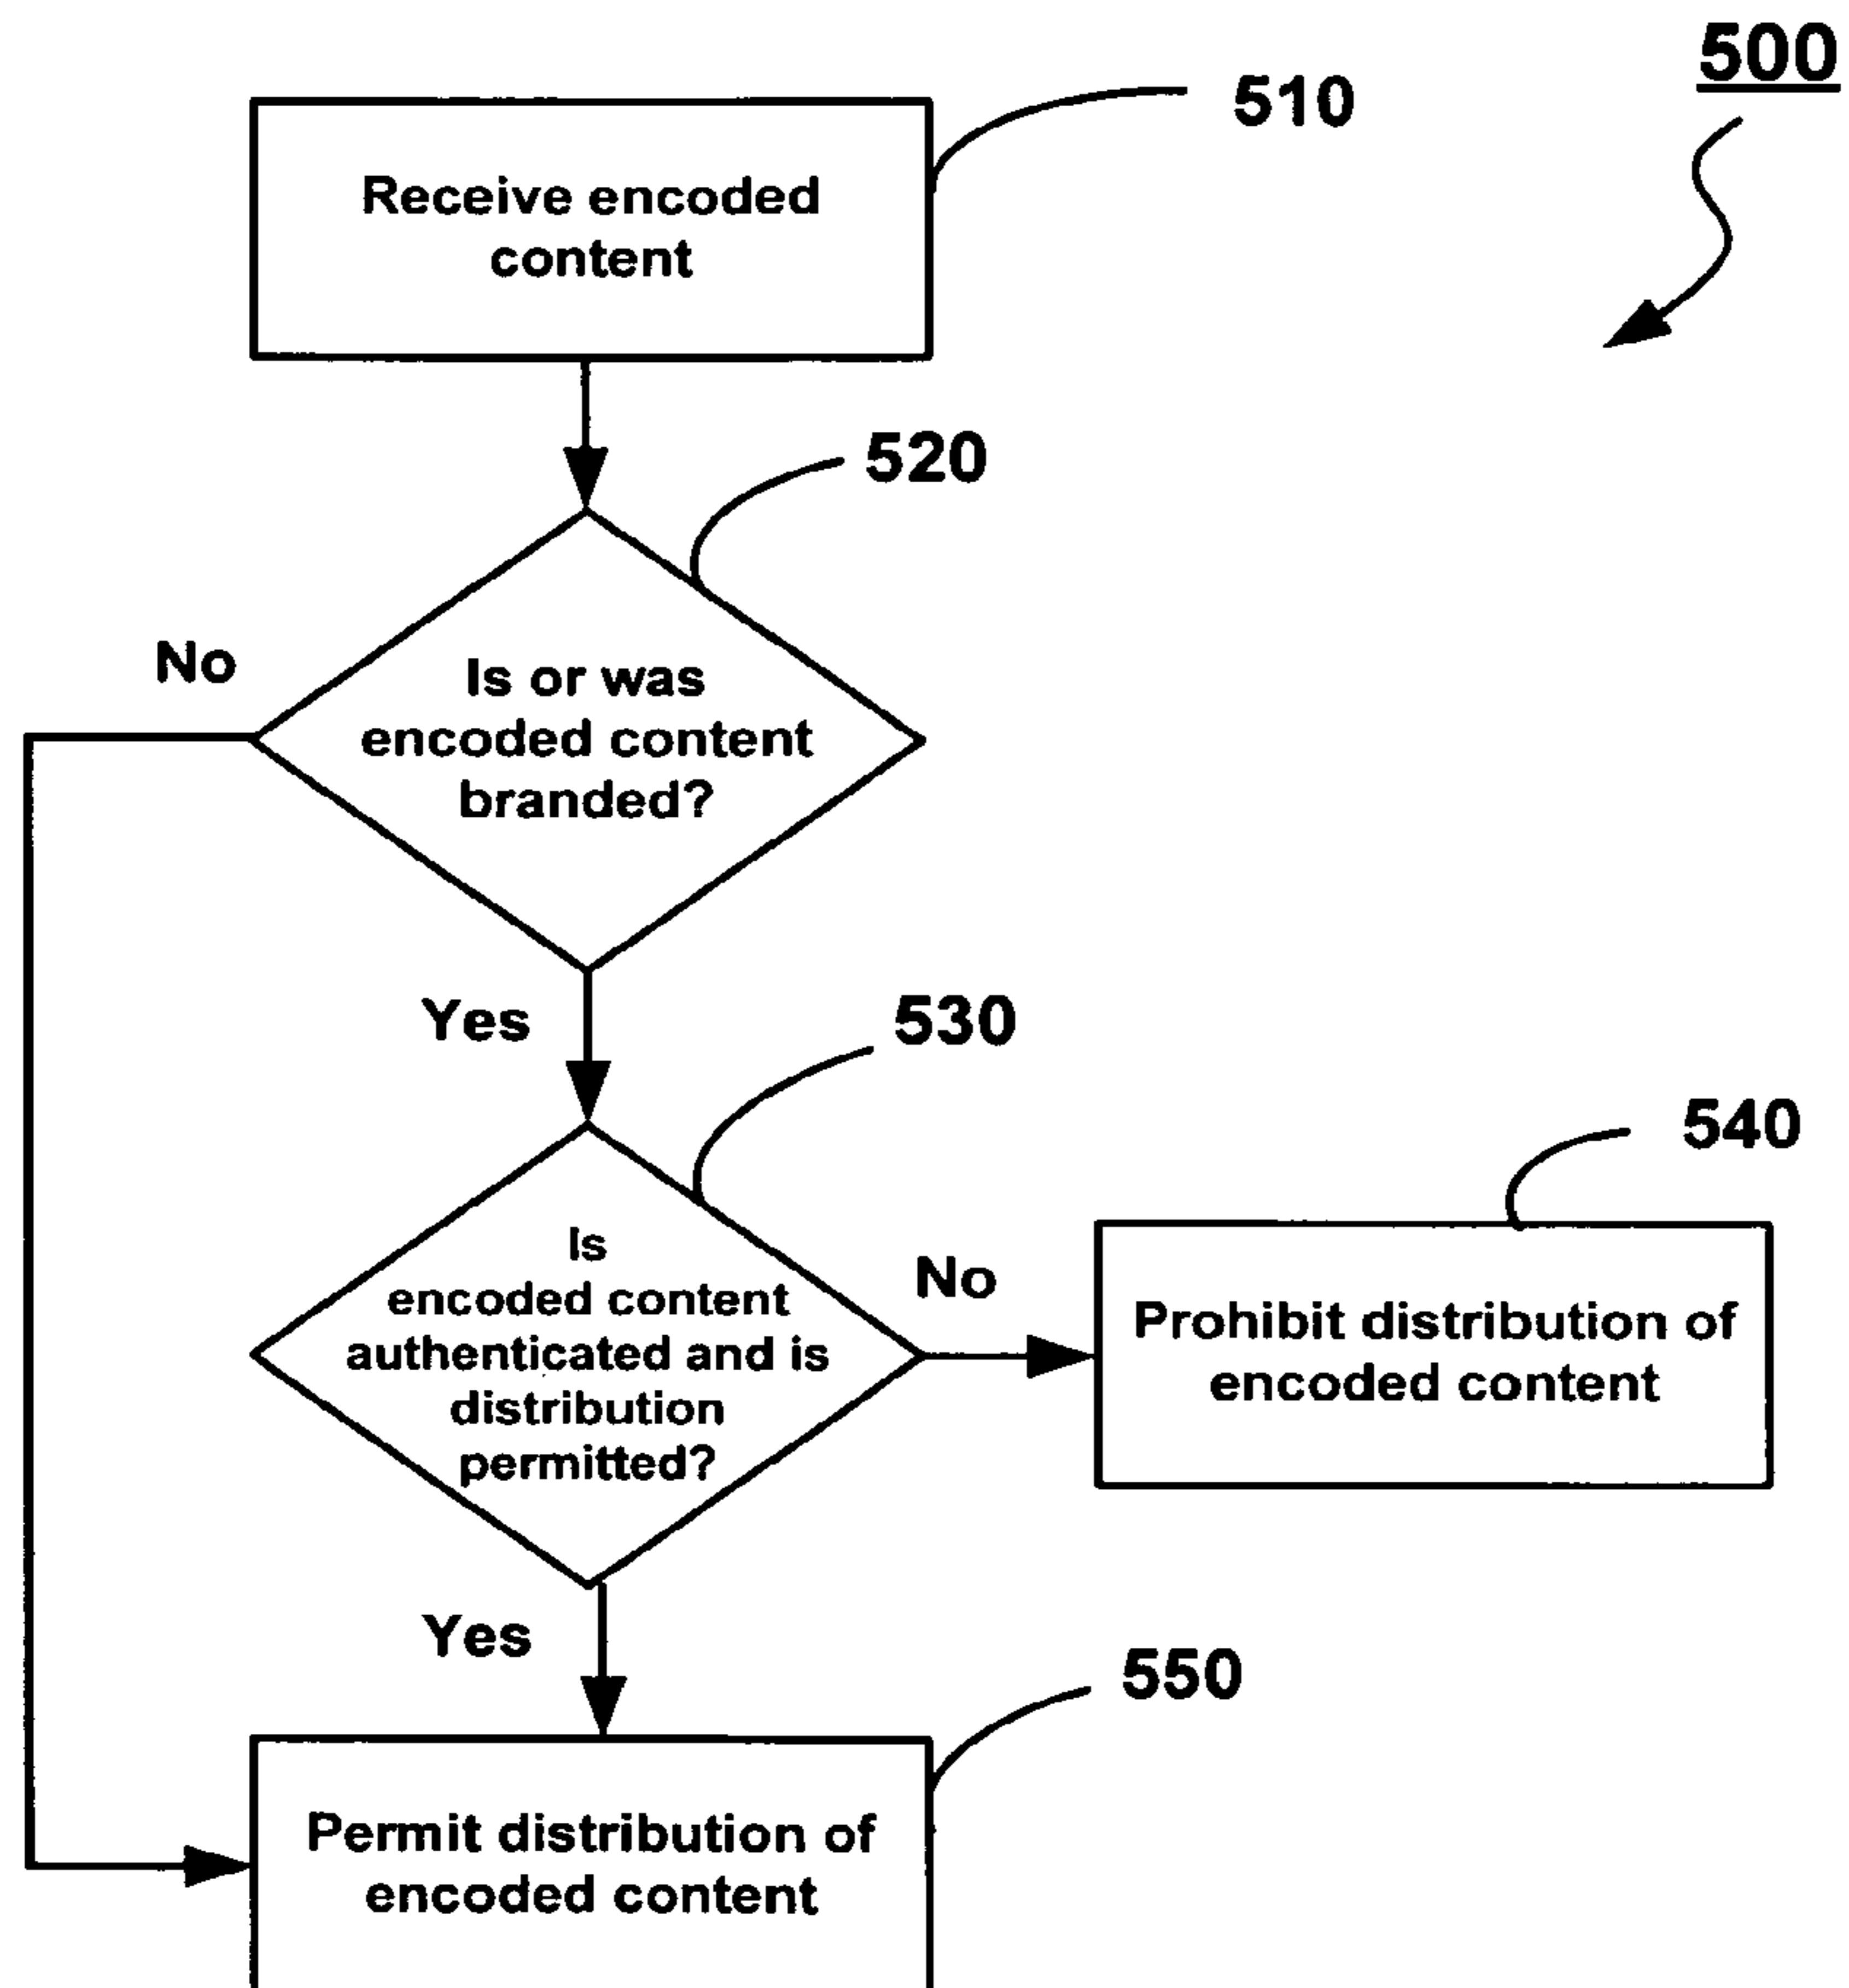 500
510
Receive encoded
content
520
No
Is or was
encoded content
branded?
Yes
530
540
Is
encoded content
authenticated and is
distribution
permitted?
No
Prohibit distribution of
encoded content
Yes
550
Permit distribution of
encoded content